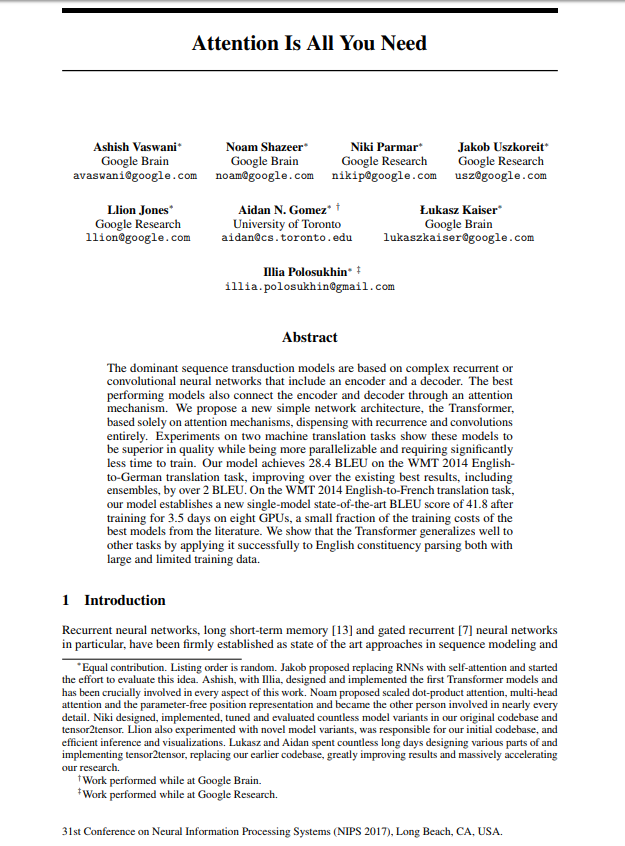 Attention Is All You Need
Ashish Vaswani∗ Noam Shazeer∗ Niki Parmar∗ Jakob Uszkoreit∗
Google Brain Google Brain Google Research Google Research
avaswani@google.com noam@google.com nikip@google.com usz@google.com
Llion Jones∗ Aidan N. Gomez∗ † Łukasz Kaiser∗
Google Research University of Toronto Google Brain
llion@google.com aidan@cs.toronto.edu lukaszkaiser@google.com
Illia Polosukhin∗ ‡
illia.polosukhin@gmail.com
Abstract
The dominant sequence transduction models are based on complex recurrent or
convolutional neural networks that include an encoder and a decoder. The best
performing models also connect the encoder and decoder through an attention
mechanism. We propose a new simple network architecture, the Transformer,
based solely on attention mechanisms, dispensing with recurrence and convolutions
entirely. Experiments on two machine translation tasks show these models to
be superior in quality while being more parallelizable and requiring significantly
less time to train. Our model achieves 28.4 BLEU on the WMT 2014 English-
to-German translation task, improving over the existing best results, including
ensembles, by over 2 BLEU. On the WMT 2014 English-to-French translation task,
our model establishes a new single-model state-of-the-art BLEU score of 41.8 after
training for 3.5 days on eight GPUs, a small fraction of the training costs of the
best models from the literature. We show that the Transformer generalizes well to
other tasks by applying it successfully to English constituency parsing both with
large and limited training data.
1 Introduction
Recurrent neural networks, long short-term memory [13] and gated recurrent [7] neural networks
in particular, have been firmly established as state of the art approaches in sequence modeling and
∗Equal contribution. Listing order is random. Jakob proposed replacing RNNs with self-attention and started
the effort to evaluate this idea. Ashish, with Illia, designed and implemented the first Transformer models and
has been crucially involved in every aspect of this work. Noam proposed scaled dot-product attention, multi-head
attention and the parameter-free position representation and became the other person involved in nearly every
detail. Niki designed, implemented, tuned and evaluated countless model variants in our original codebase and
tensor2tensor. Llion also experimented with novel model variants, was responsible for our initial codebase, and
efficient inference and visualizations. Lukasz and Aidan spent countless long days designing various parts of and
implementing tensor2tensor, replacing our earlier codebase, greatly improving results and massively accelerating
our research.
†Work performed while at Google Brain.
‡Work performed while at Google Research.
31st Conference on Neural Information Processing Systems (NIPS 2017), Long Beach, CA, USA.